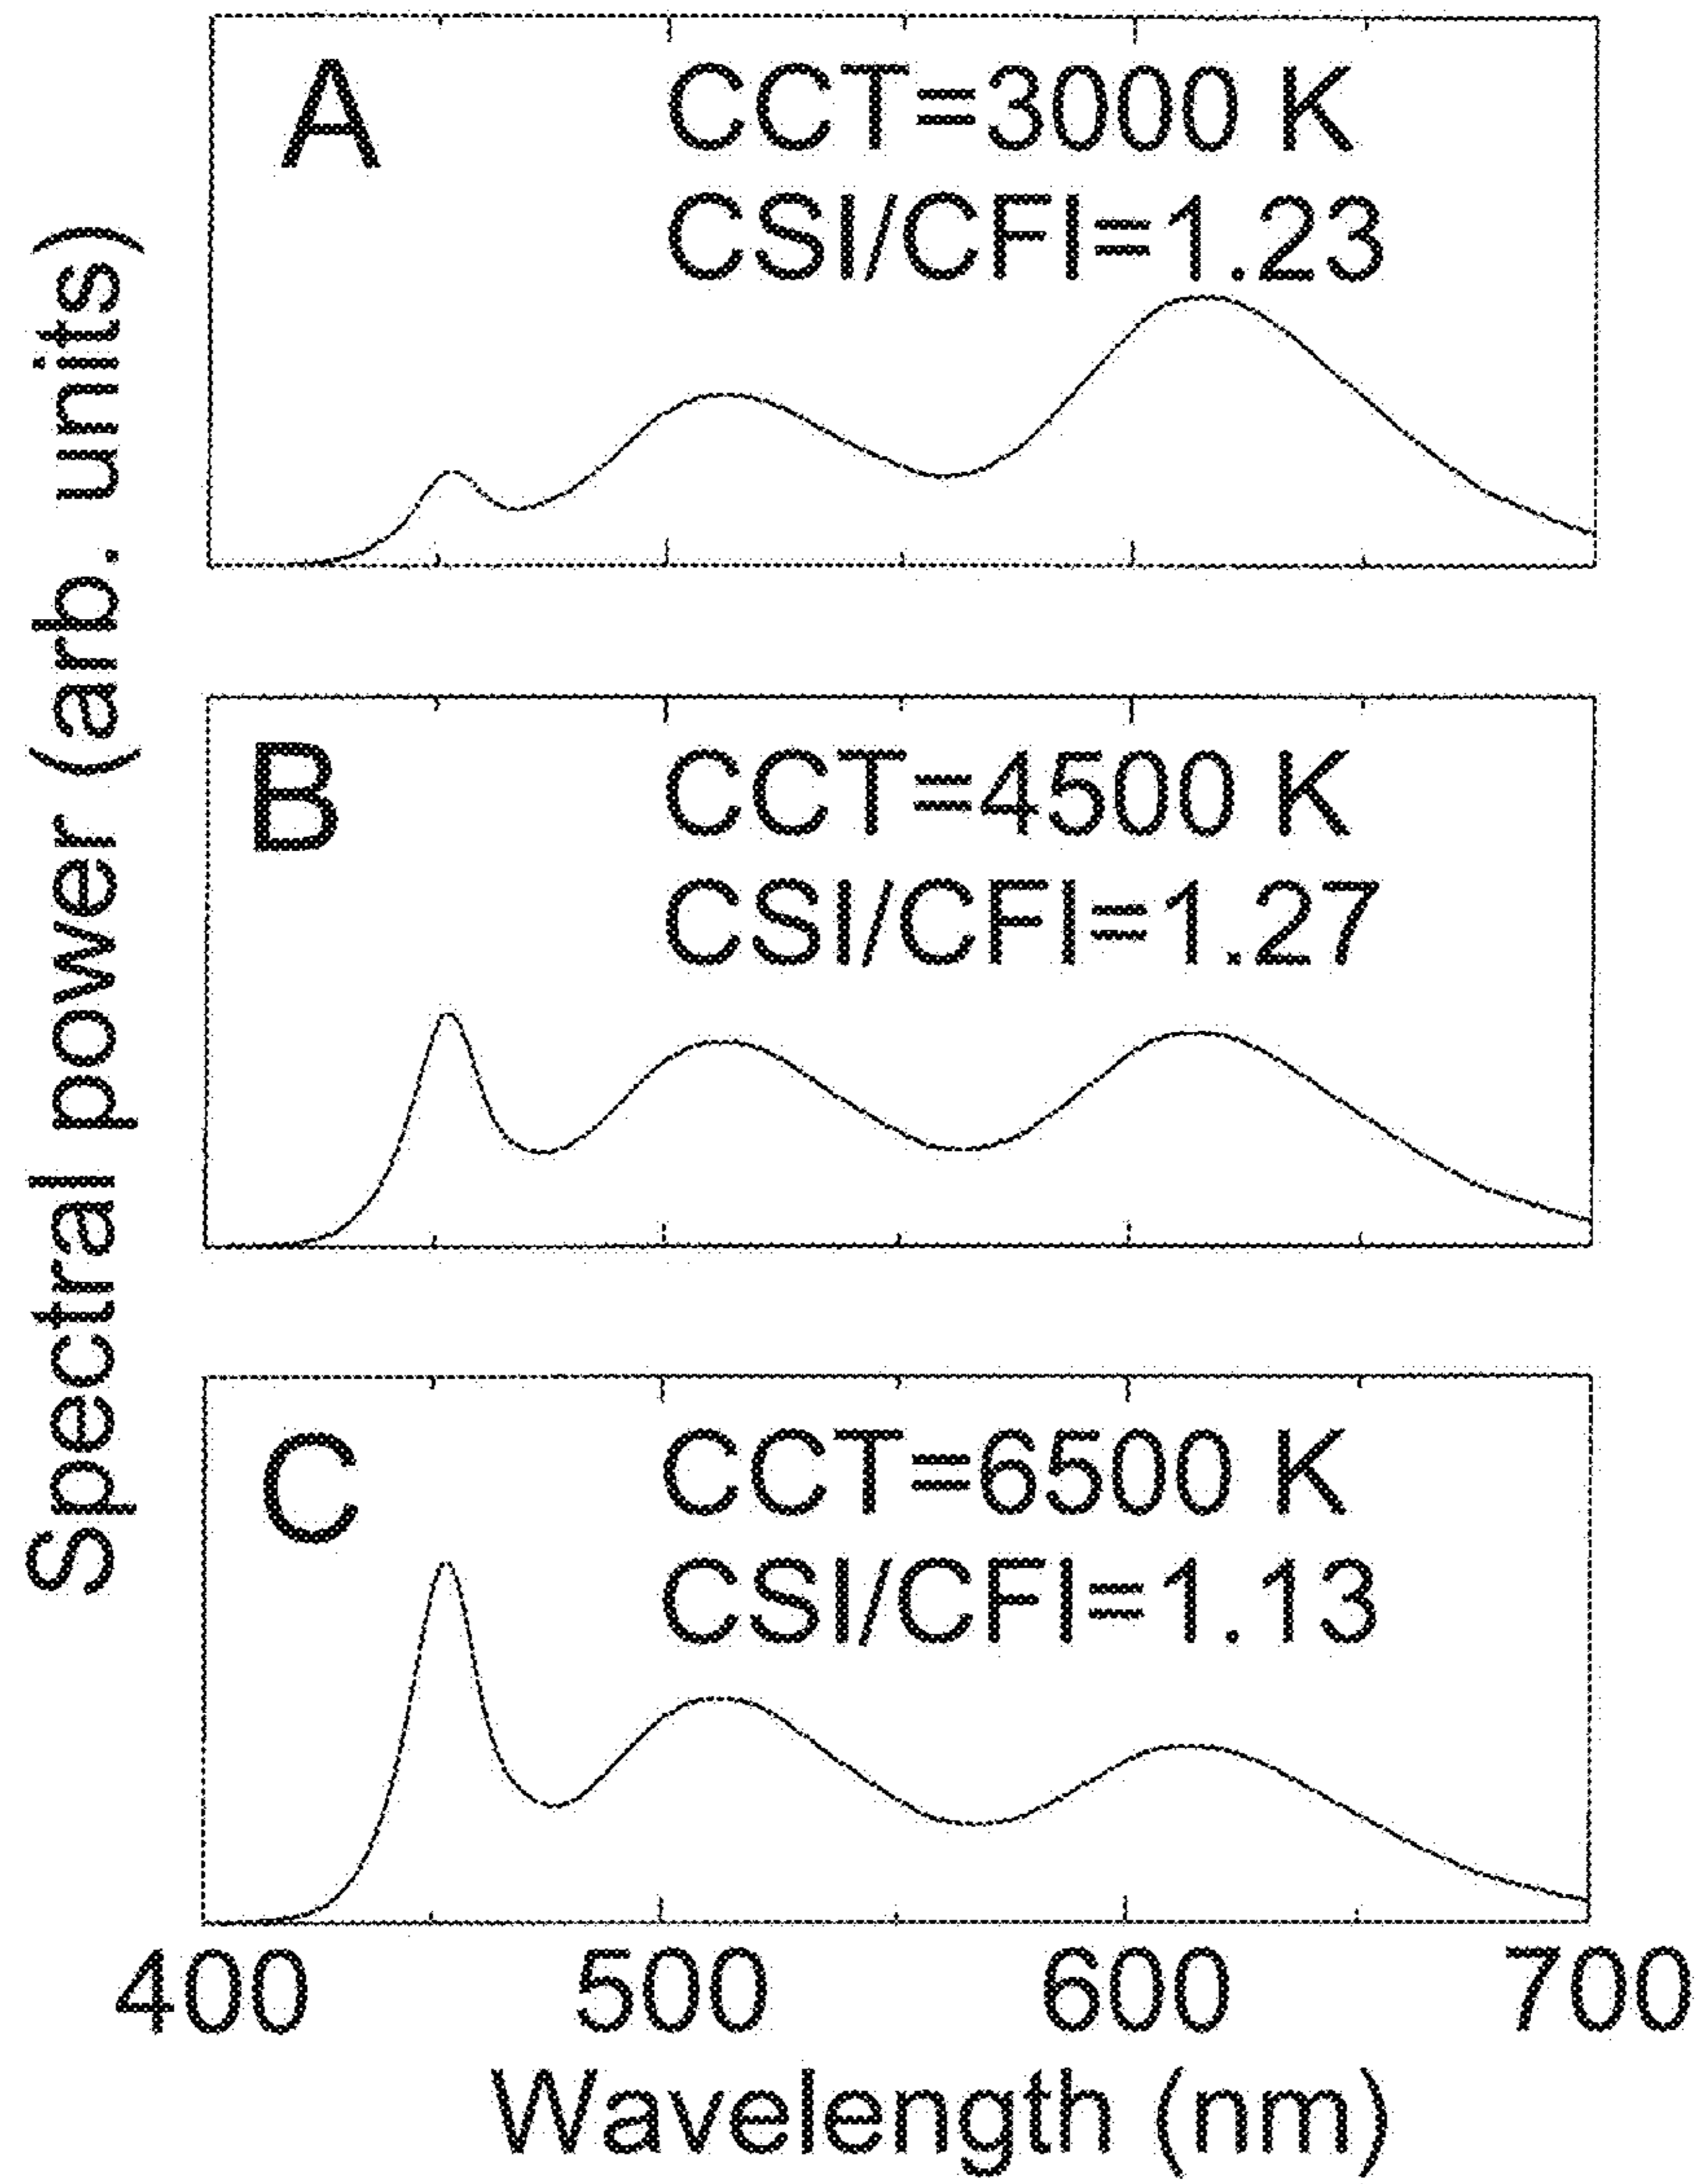 Spectral power (arb. units)
A
CCT=3000 K
CSI/CFI=1.23
B
CCT=4500 K
CSI/CFI=1.27
C
CCT=6500 K
CSI/CFI=1.13
400 500 600 700
Wavelength (nm)